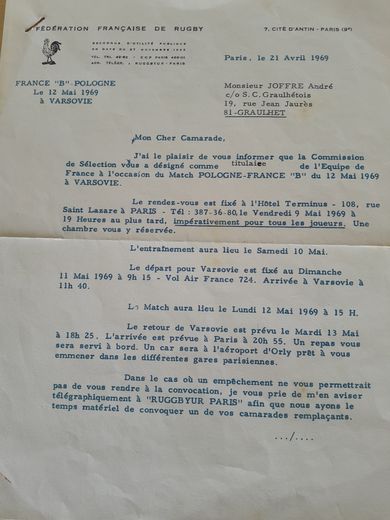 FÉDÉRATION FRANÇAISE DE RUGBY
7, CITÉ D'ANTIN - PARIS (9e)
RECONNUE D'UTILITÉ PUBLIQUE
Paris, le 21 Avril 1969
FRANCE "B" - POLOGNE
Le 12 Mai 1969
à VARSOVIE
Monsieur JOFFRE André
c/o S.C. Graulhétois
19, rue Jean Jaurès
81-GRAULHET
Mon Cher Camarade,
J'ai le plaisir de vous informer que la Commission
de Sélection vous a désigné comme titulaire de l'Equipe de
France à l'occasion du Match POLOGNE-FRANCE "B" du 12 Mai 1969
à VARSOVIE.
Le rendez-vous est fixé à l'Hôtel Terminus - 108, rue
Saint Lazare à PARIS - Tél : 387-36-80, le Vendredi 9 Mai 1969 à
19 Heures au plus tard, impérativement pour tous les joueurs. Une
chambre vous y réservée.
L'entraînement aura lieu le Samedi 10 Mai.
Le départ pour Varsovie est fixé au Dimanche
11 Mai 1969 à 9h 15 - Vol Air France 724. Arrivée à Varsovie à
11h 40.
Le Match aura lieu le Lundi 12 Mai 1969 à 15 H.
Le retour de Varsovie est prévu le Mardi 13 Mai
à 18h 25. L'arrivée est prévue à Paris à 20h 55. Un repas vous
sera servi à bord. Un car sera à l'aéroport d'Orly prêt à vous
emmener dans les différentes gares parisiennes.
Dans le cas où un empêchement ne vous permettrait
pas de vous rendre à la convocation, je vous prie de m'en aviser
télégraphiquement à "RUGGBYUR PARIS" afin que nous ayons le
temps matériel de convoquer un de vos camarades remplaçants.
.../....